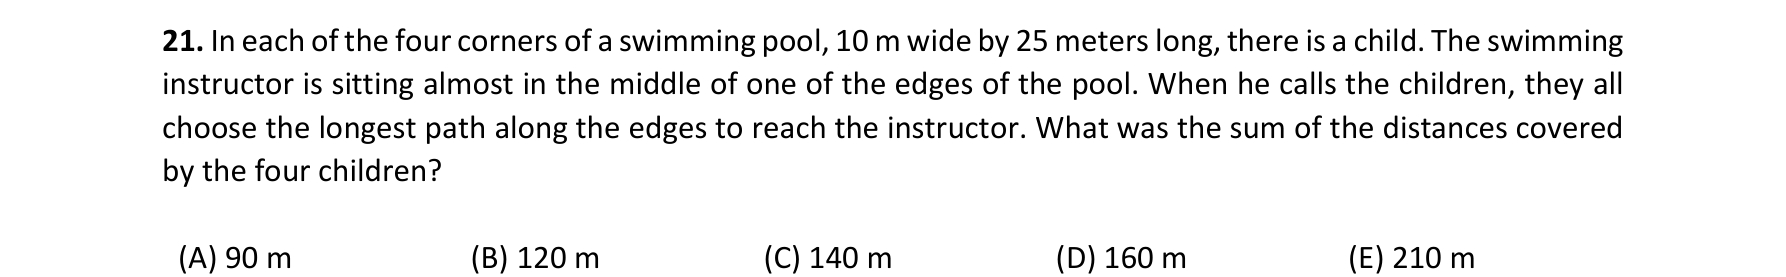 21. In each of the four corners of a swimming pool, 10 m wide by 25 meters long, there is a child. The swimming
instructor is sitting almost in the middle of one of the edges of the pool. When he calls the children, they all
choose the longest path along the edges to reach the instructor. What was the sum of the distances covered
by the four children?
(A) 90 m (B) 120 m (C) 140 m (D) 160 m (E) 210 m